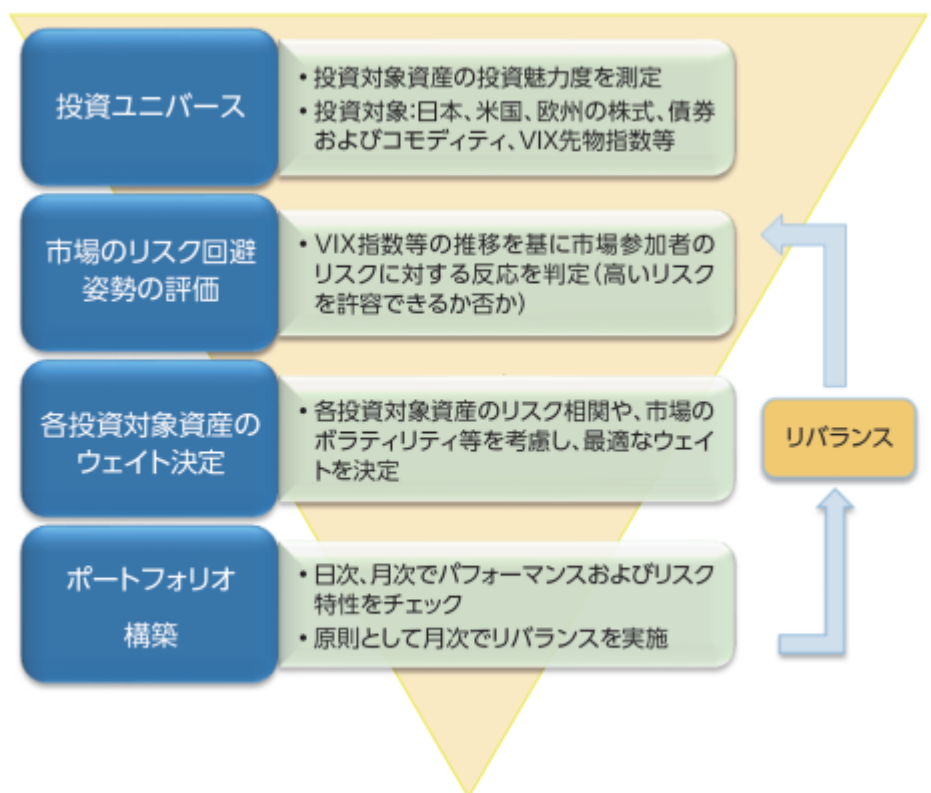 投資ユニバース
・投資対象資産の投資魅力度を測定
・投資対象:日本、米国、欧州の株式、債券
およびコモディティ、VIX先物指数等
市場のリスク回避
姿勢の評価
・VIX指数等の推移を基に市場参加者の
リスクに対する反応を判定(高いリスク
を許容できるか否か)
各投資対象資産の
ウェイト決定
・各投資対象資産のリスク相関や、市場の
ボラティリティ等を考慮し、最適なウェイ
トを決定
リバランス
ポートフォリオ
構築
・日次、月次でパフォーマンスおよびリスク
特性をチェック
・原則として月次でリバランスを実施